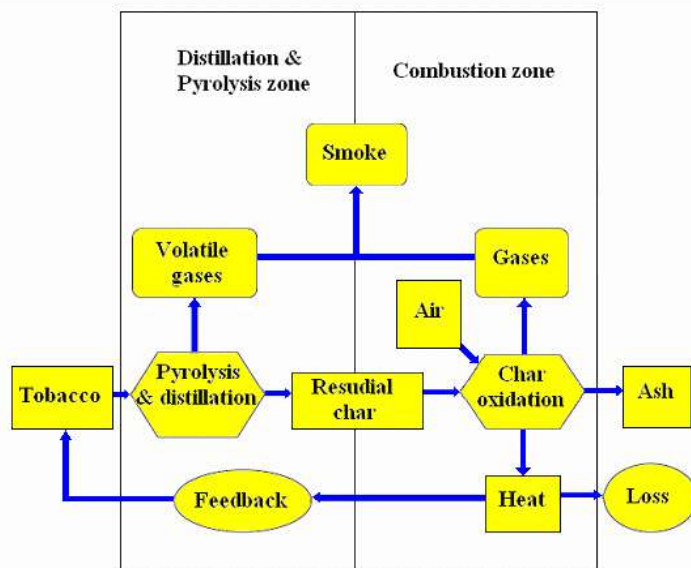 Distillation &
Pyrolysis zone
Combustion zone
Smoke
Volatile
gases
Gases
Air
Tobacco
Pyrolysis
& distillation
Resudial
char
Char
oxidation
Ash
Feedback
Heat
Loss